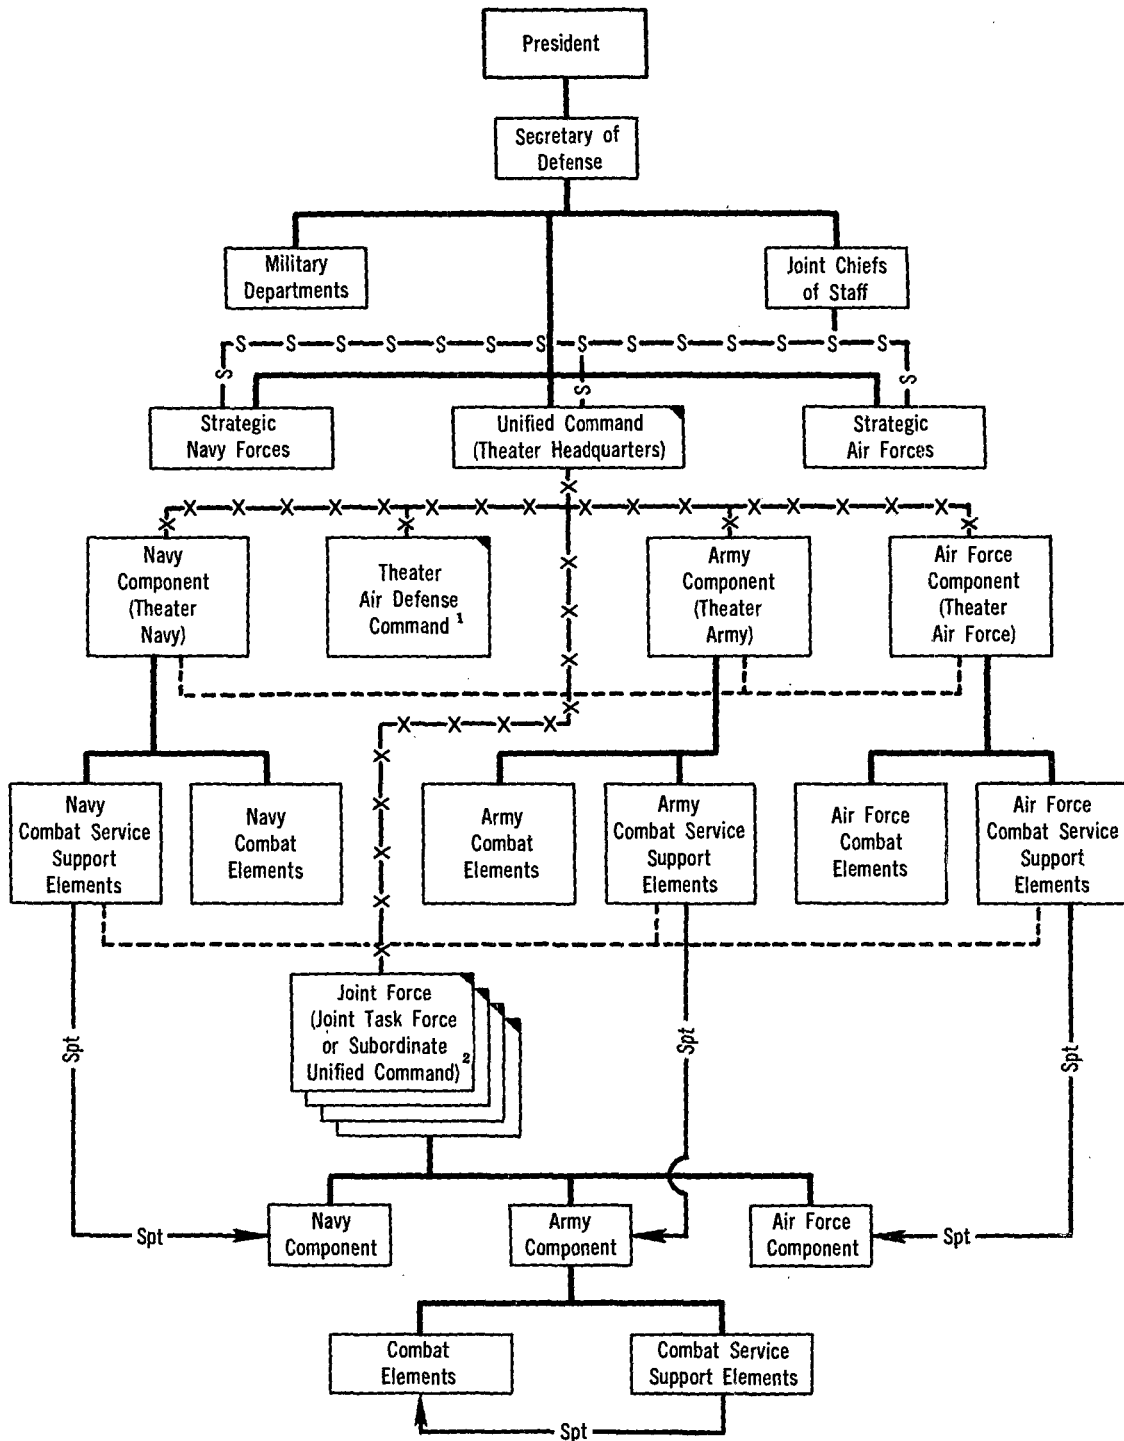 President
Secretary of
Defense
Military
Departments
Joint Chiefs
of Staff
S S S S S S S S S S S S S S
S S S
Strategic
Navy Forces
Unified Command
(Theater Headquarters)
Strategic
Air Forces
X
X X X X X X X X X X X X X X X X
X X X X
Navy
Component
(Theater
Navy)
Theater
Air Defense
Command 1
Army
Component
(Theater
Army)
Air Force
Component
(Theater
Air Force)
X
X
X
X
X X X X
X
X
X
X
X
Navy
Combat Service
Support
Elements
Navy
Combat
Elements
Army
Combat
Elements
Army
Combat Service
Support
Elements
Air Force
Combat
Elements
Air Force
Combat Service
Support
Elements
Joint Force
(Joint Task Force
or Subordinate
Unified Command) 2
Spt
Spt
Spt
Navy
Component
Army
Component
Air Force
Component
Spt
Spt
Combat
Elements
Combat Service
Support Elements
Spt